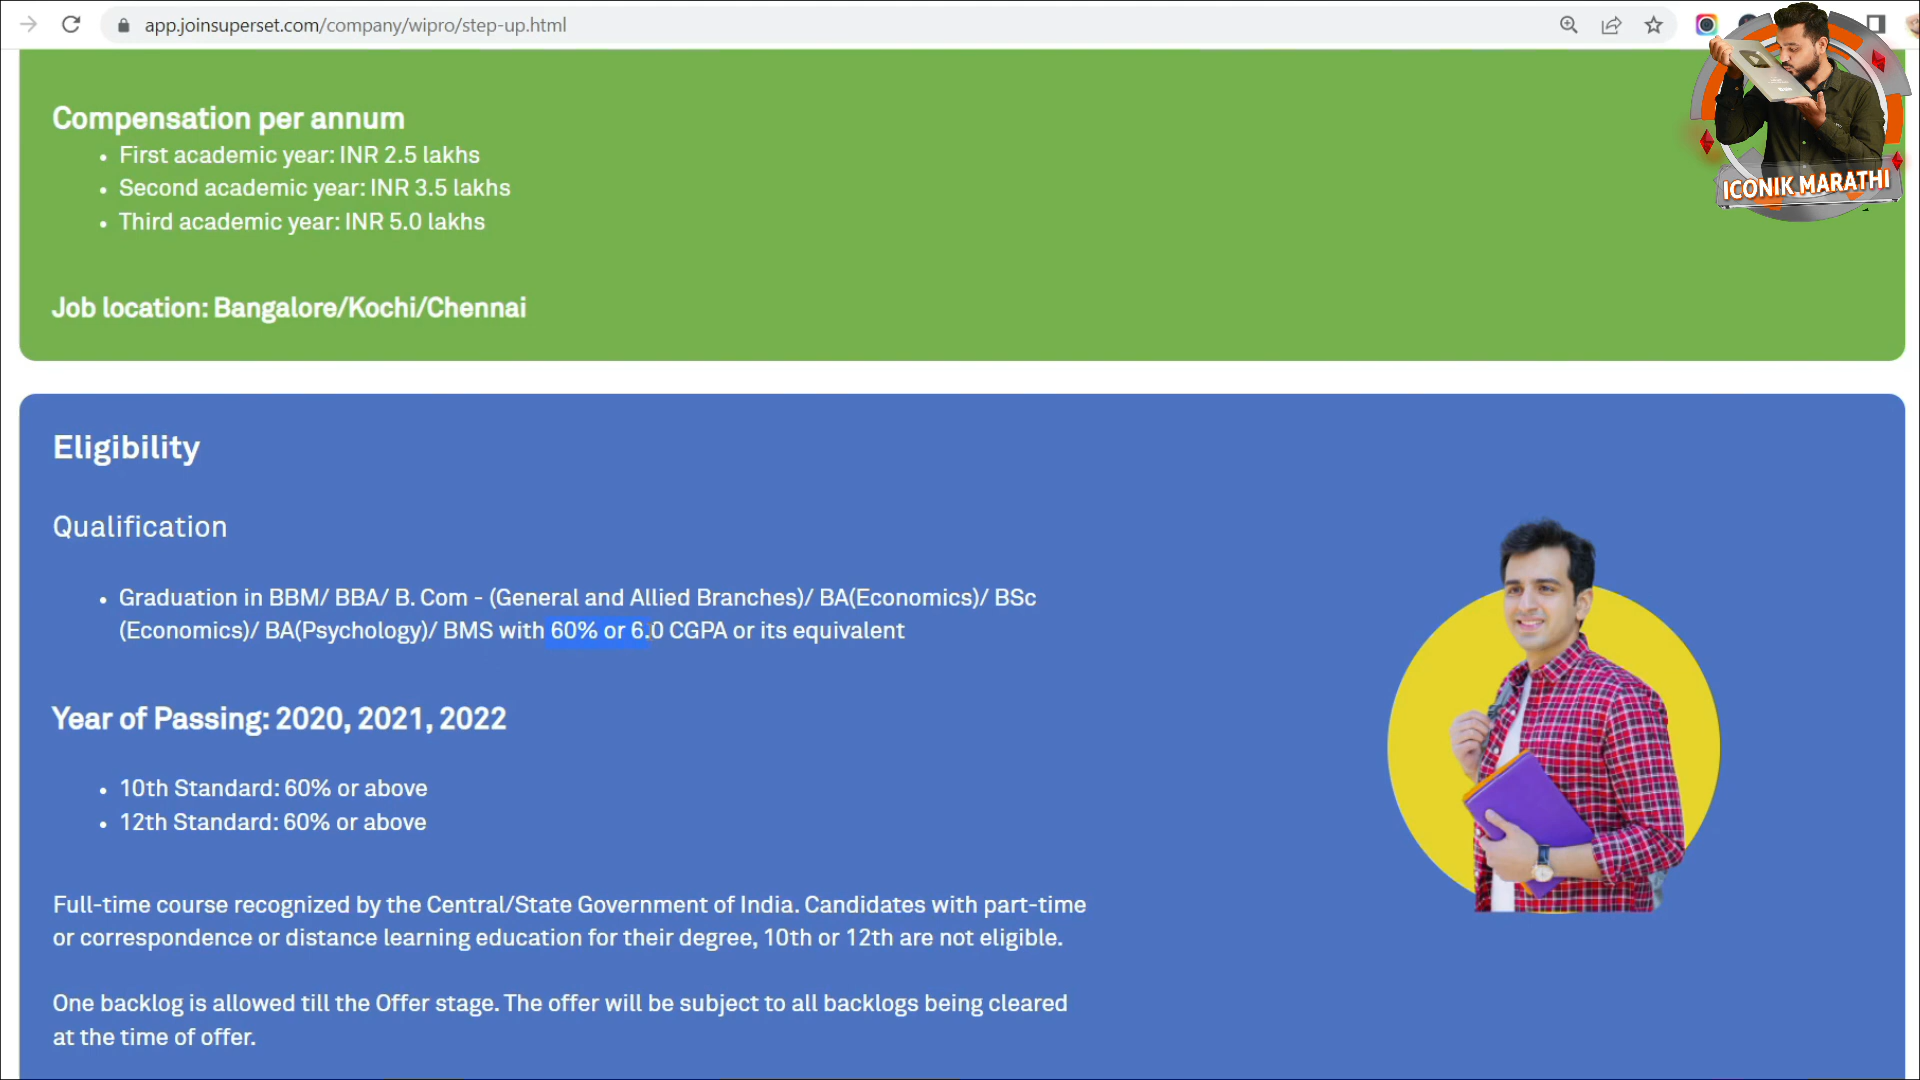 app.joinsuperset.com/company/wipro/step-up.html
ICONIK MARATHI
Compensation per annum
• First academic year: INR 2.5 lakhs
• Second academic year: INR 3.5 lakhs
• Third academic year: INR 5.0 lakhs
Job location: Bangalore/Kochi/Chennai
Eligibility
Qualification
• Graduation in BBM/ BBA/ B. Com - (General and Allied Branches)/ BA(Economics)/ BSc
(Economics)/ BA(Psychology)/ BMS with 60% or 6.0 CGPA or its equivalent
Year of Passing: 2020, 2021, 2022
• 10th Standard: 60% or above
• 12th Standard: 60% or above
Full-time course recognized by the Central/State Government of India. Candidates with part-time
or correspondence or distance learning education for their degree, 10th or 12th are not eligible.
One backlog is allowed till the Offer stage. The offer will be subject to all backlogs being cleared
at the time of offer.